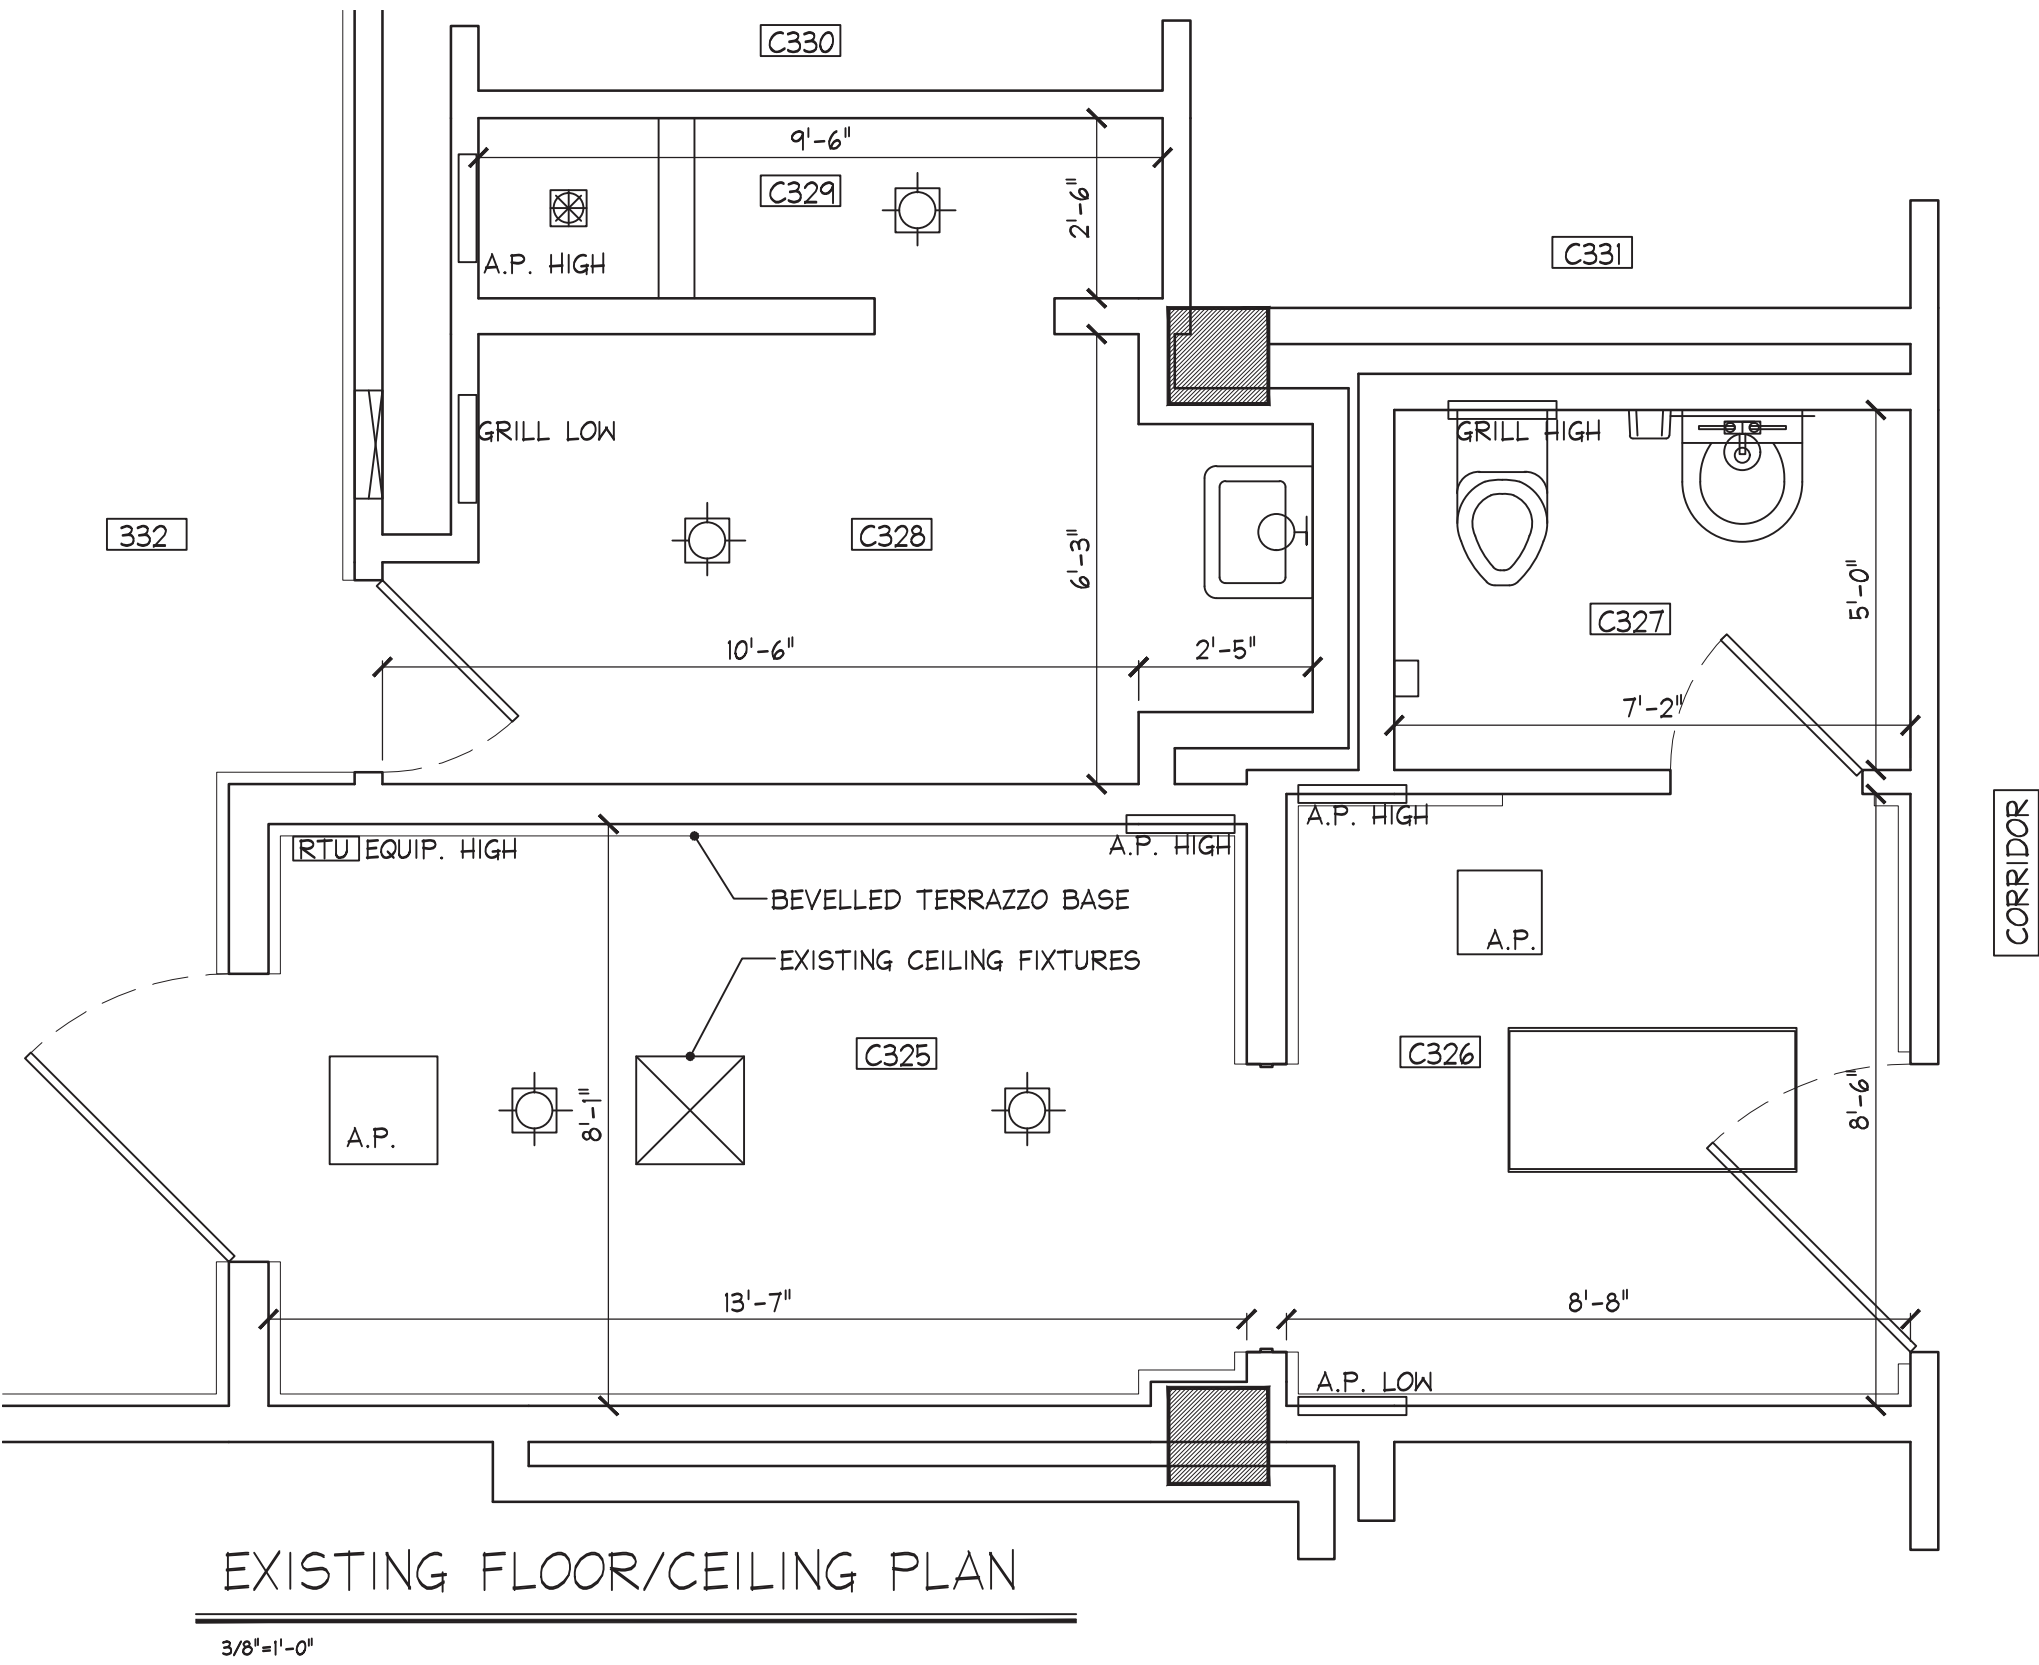 C330
9'-6"
C329
2'-6"
A.P. HIGH
C331
GRILL LOW
GRILL HIGH
332
C328
6'-3"
5'-0"
C327
10'-6"
2'-5"
7'-2"
A.P. HIGH
RTU EQUIP. HIGH
A.P. HIGH
CORRIDOR
BEVELLED TERRAZZO BASE
A.P.
EXISTING CEILING FIXTURES
C325
C326
8'-1"
8'-6"
A.P.
13'-7"
8'-8"
A.P. LOW
EXISTING FLOOR/CEILING PLAN
3/8"=1'-0"